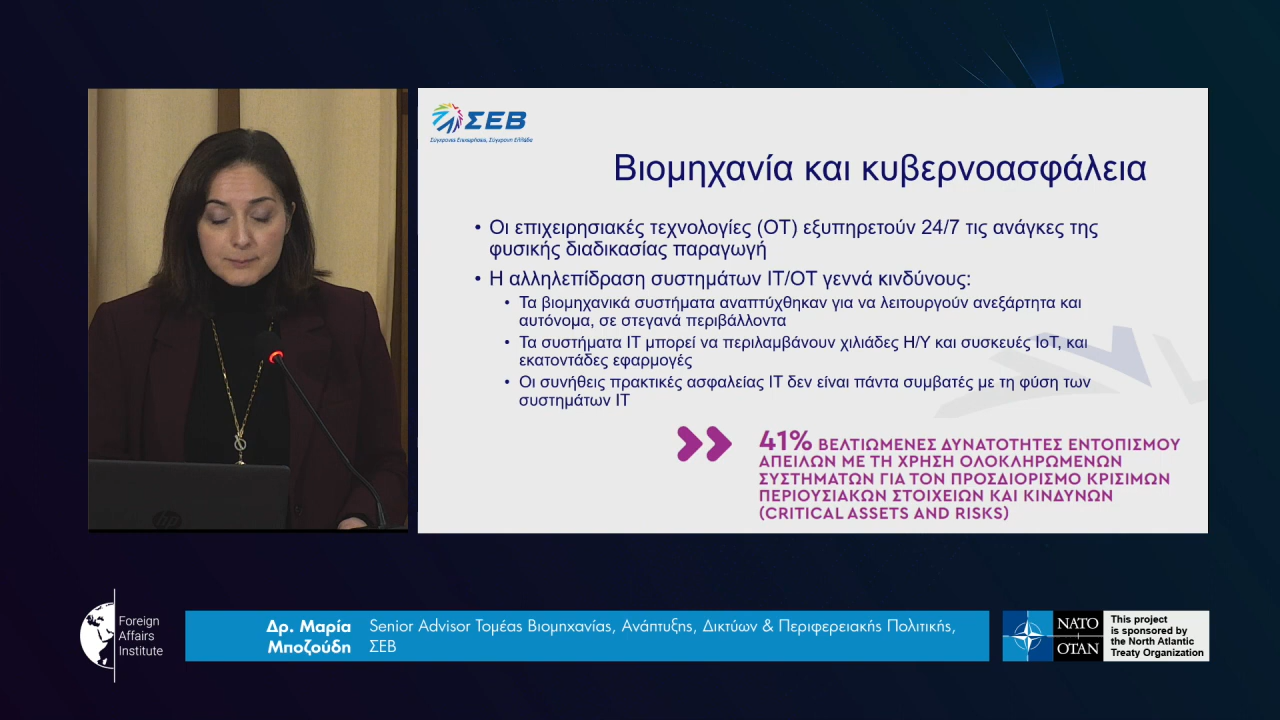 ΣΕΒ
Σύγχρονες Επιχειρήσεις, Σύγχρονη Ελλάδα
Βιομηχανία και κυβερνοασφάλεια
• Οι επιχειρησιακές τεχνολογίες (ΟΤ) εξυπηρετούν 24/7 τις ανάγκες της
φυσικής διαδικασίας παραγωγή
• Η αλληλεπίδραση συστημάτων IT/OT γεννά κινδύνους:
• Τα βιομηχανικά συστήματα αναπτύχθηκαν για να λειτουργούν ανεξάρτητα και
αυτόνομα, σε στεγανά περιβάλλοντα
• Τα συστήματα IT μπορεί να περιλαμβάνουν χιλιάδες Η/Υ και συσκευές IoT, και
εκατοντάδες εφαρμογές
• Οι συνήθεις πρακτικές ασφαλείας IT δεν είναι πάντα συμβατές με τη φύση των
συστημάτων IT
41% ΒΕΛΤΙΩΜΕΝΕΣ ΔΥΝΑΤΟΤΗΤΕΣ ΕΝΤΟΠΙΣΜΟΥ
ΑΠΕΙΛΩΝ ΜΕ ΤΗ ΧΡΗΣΗ ΟΛΟΚΛΗΡΩΜΕΝΩΝ
ΣΥΣΤΗΜΑΤΩΝ ΓΙΑ ΤΟΝ ΠΡΟΣΔΙΟΡΙΣΜΟ ΚΡΙΣΙΜΩΝ
ΠΕΡΙΟΥΣΙΑΚΩΝ ΣΤΟΙΧΕΙΩΝ ΚΑΙ ΚΙΝΔΥΝΩΝ
(CRITICAL ASSETS AND RISKS)
hp
Foreign
Affairs
Institute
Δρ. Μαρία
Μποζούδη
Senior Advisor Τομέας Βιομηχανίας, Ανάπτυξης, Δικτύων & Περιφερειακής Πολιτικής,
ΣΕΒ
NATO
OTAN
This project
is sponsored by
the North Atlantic
Treaty Organization